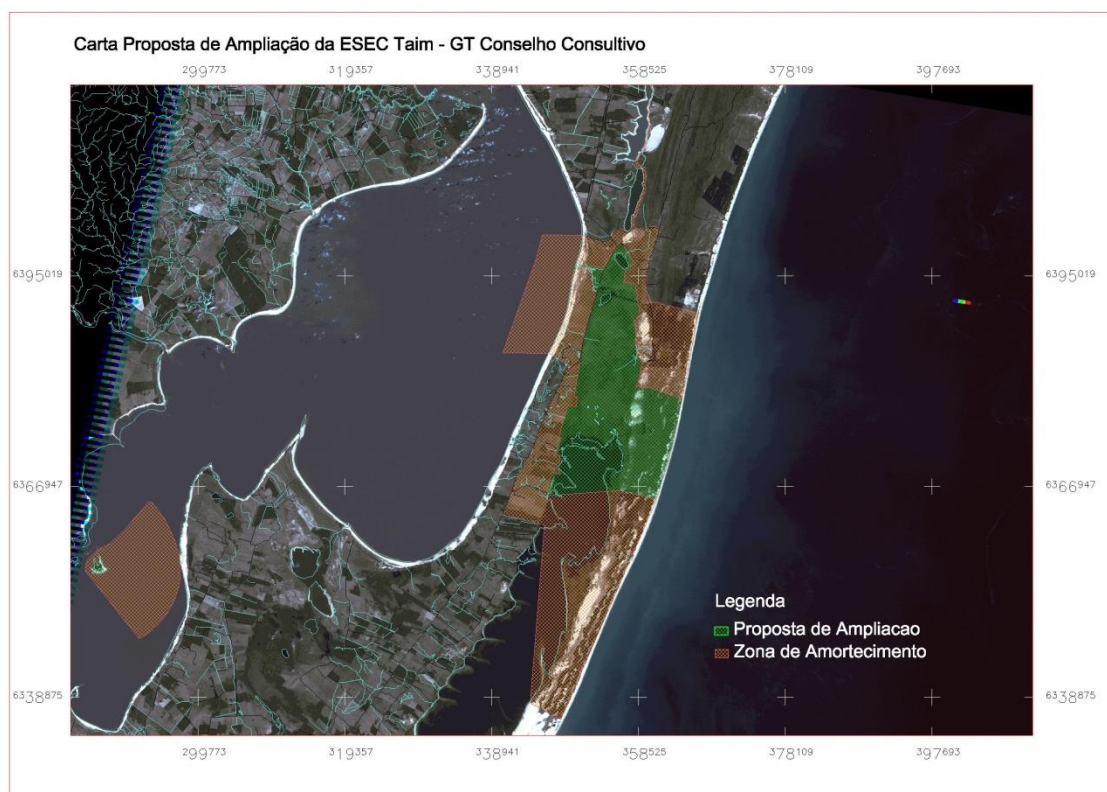 Carta Proposta de Ampliação da ESEC Taim - GT Conselho Consultivo
299773 319357 338941 358525 378109 397693
6395019 6395019
6366947 6366947
Legenda
Proposta de Ampliacao
Zona de Amortecimento
6338875 6338875
299773 319357 338941 358525 378109 397693